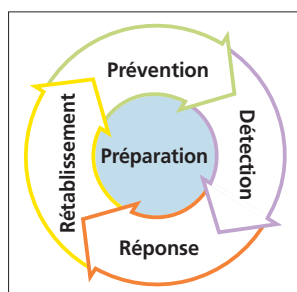 Prévention
Détection
Préparation
Rétablissement
Réponse